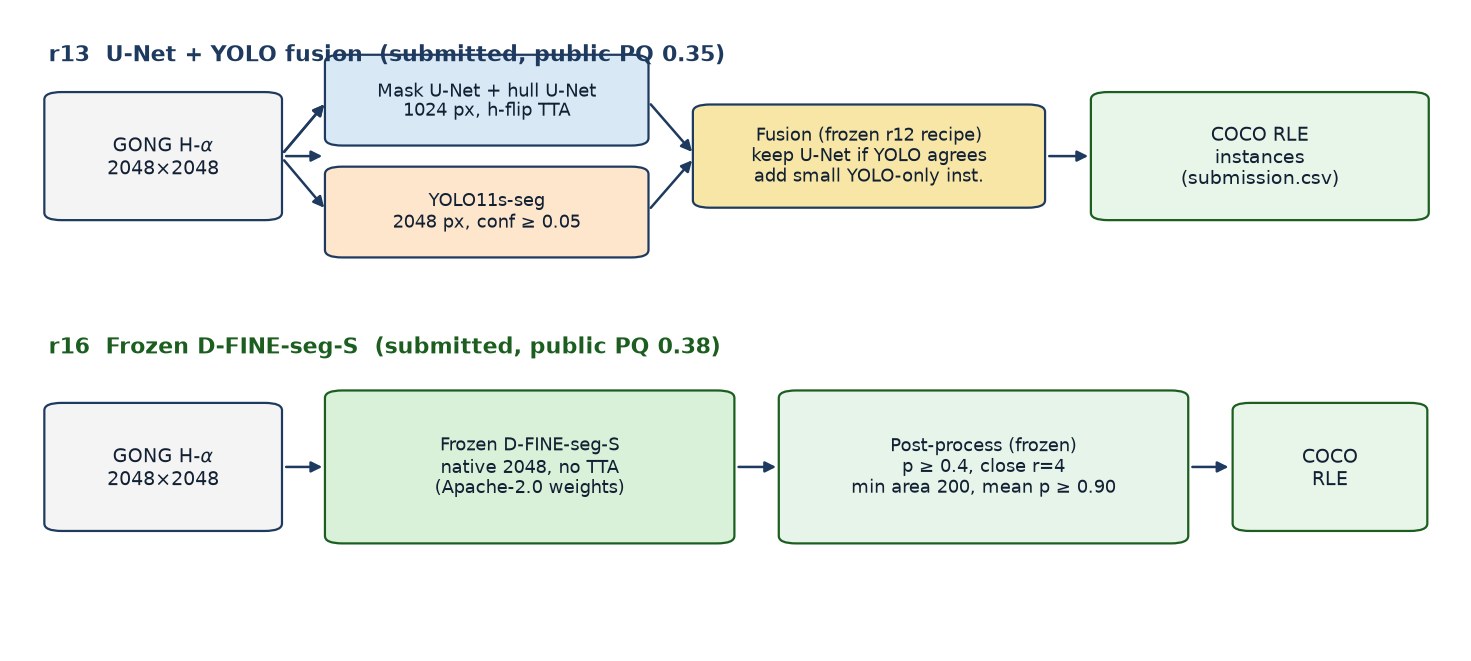 r13  U-Net + YOLO fusion  (submitted, public PQ 0.35)
GONG H-α
2048×2048
Mask U-Net + hull U-Net
1024 px, h-flip TTA
YOLO11s-seg
2048 px, conf ≥ 0.05
Fusion (frozen r12 recipe)
keep U-Net if YOLO agrees
add small YOLO-only inst.
COCO RLE
instances
(submission.csv)
r16  Frozen D-FINE-seg-S  (submitted, public PQ 0.38)
GONG H-α
2048×2048
Frozen D-FINE-seg-S
native 2048, no TTA
(Apache-2.0 weights)
Post-process (frozen)
p ≥ 0.4, close r=4
min area 200, mean p ≥ 0.90
COCO
RLE